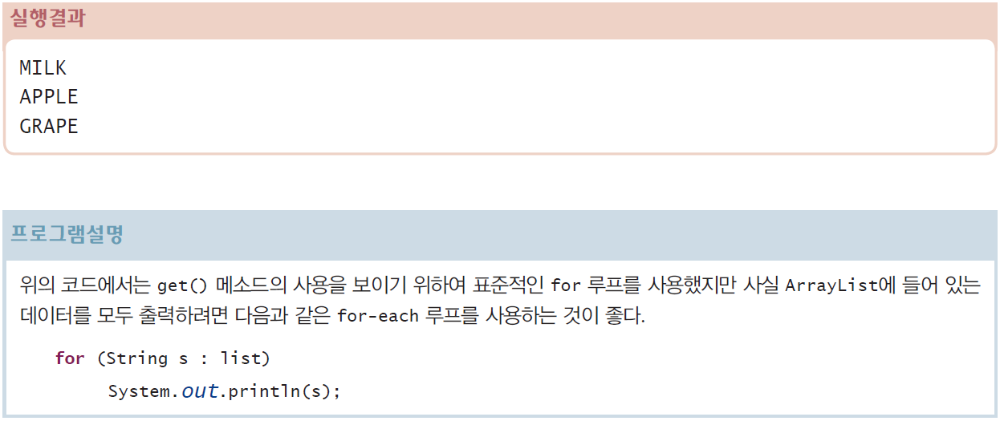 실행결과
MILK
APPLE
GRAPE
프로그램설명
위의 코드에서는 get() 메소드의 사용을 보이기 위하여 표준적인 for 루프를 사용했지만 사실 ArrayList에 들어 있는
데이터를 모두 출력하려면 다음과 같은 for-each 루프를 사용하는 것이 좋다.
for (String s : list)
System.out.println(s);